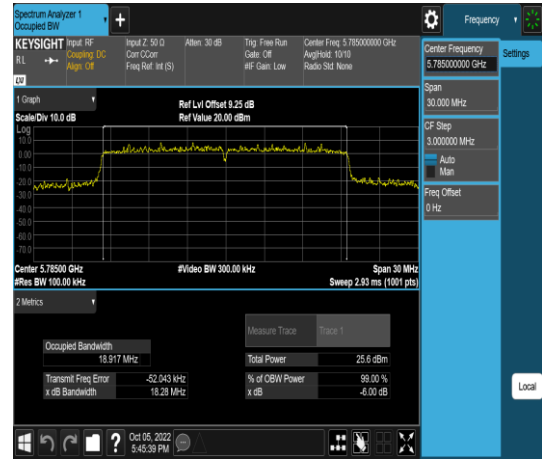 Spectrum Analyzer 1
Occupied BW
+
Frequency
KEYSIGHT Input: RF
R L
Coupling: DC
Align: Off
LXI
Input Z: 50 Ω
Corr CCorr
Freq Ref: Int (S)
Atten: 30 dB
Trig: Free Run
Gate: Off
#IF Gain: Low
Center Freq: 5.785000000 GHz
Avg|Hold: 10/10
Radio Std: None
Center Frequency
5.785000000 GHz
Settings
Span
30.000 MHz
CF Step
3.000000 MHz
Auto
Man
Freq Offset
0 Hz
Local
1 Graph
Scale/Div 10.0 dB
Ref Lvl Offset 9.25 dB
Ref Value 20.00 dBm
Log
10.0
0.00
-10.0
-20.0
-30.0
-40.0
-50.0
-60.0
-70.0
Center 5.78500 GHz
#Res BW 100.00 kHz
#Video BW 300.00 kHz
Span 30 MHz
Sweep 2.93 ms (1001 pts)
2 Metrics
Measure Trace
Trace 1
Occupied Bandwidth
18.917 MHz
Total Power
25.6 dBm
Transmit Freq Error
-52.043 kHz
% of OBW Power
99.00 %
x dB Bandwidth
18.28 MHz
x dB
-6.00 dB
?
Oct 05, 2022
5:45:39 PM